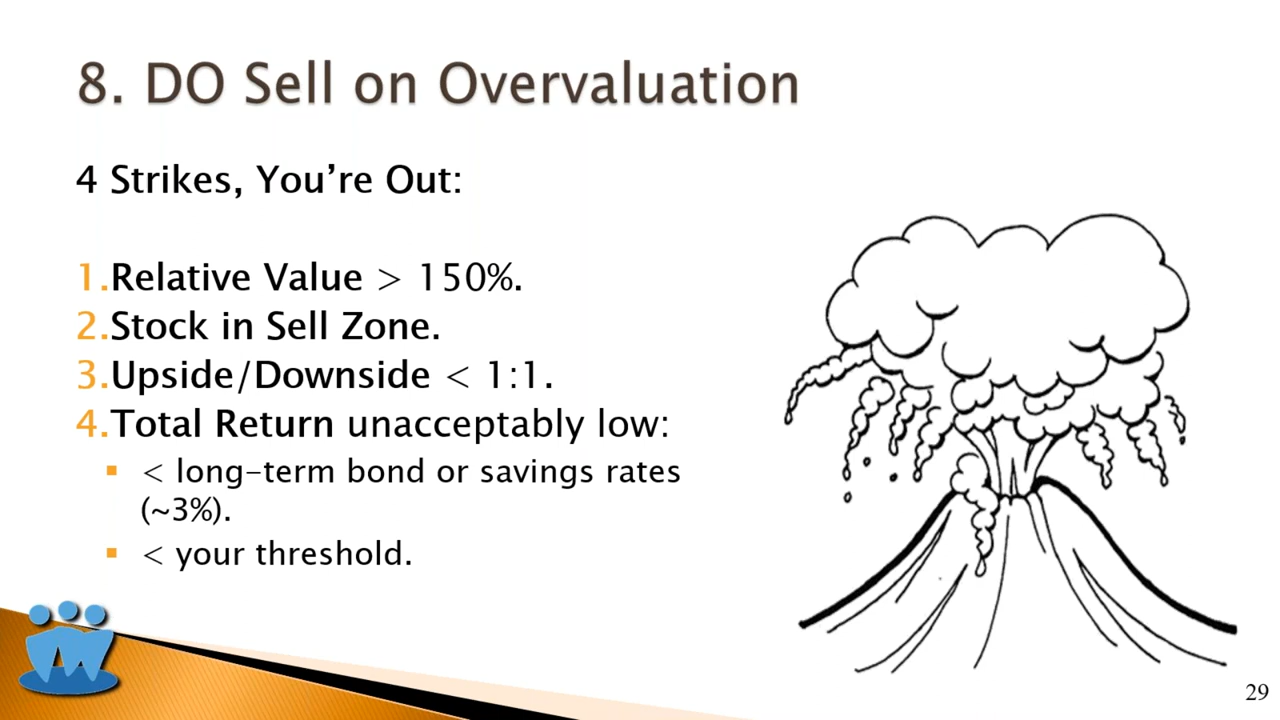 8. DO Sell on Overvaluation
4 Strikes, You’re Out:
1.Relative Value > 150%.
2.Stock in Sell Zone.
3.Upside/Downside < 1:1.
4.Total Return unacceptably low:
▪ < long-term bond or savings rates
(~3%).
▪ < your threshold.
29